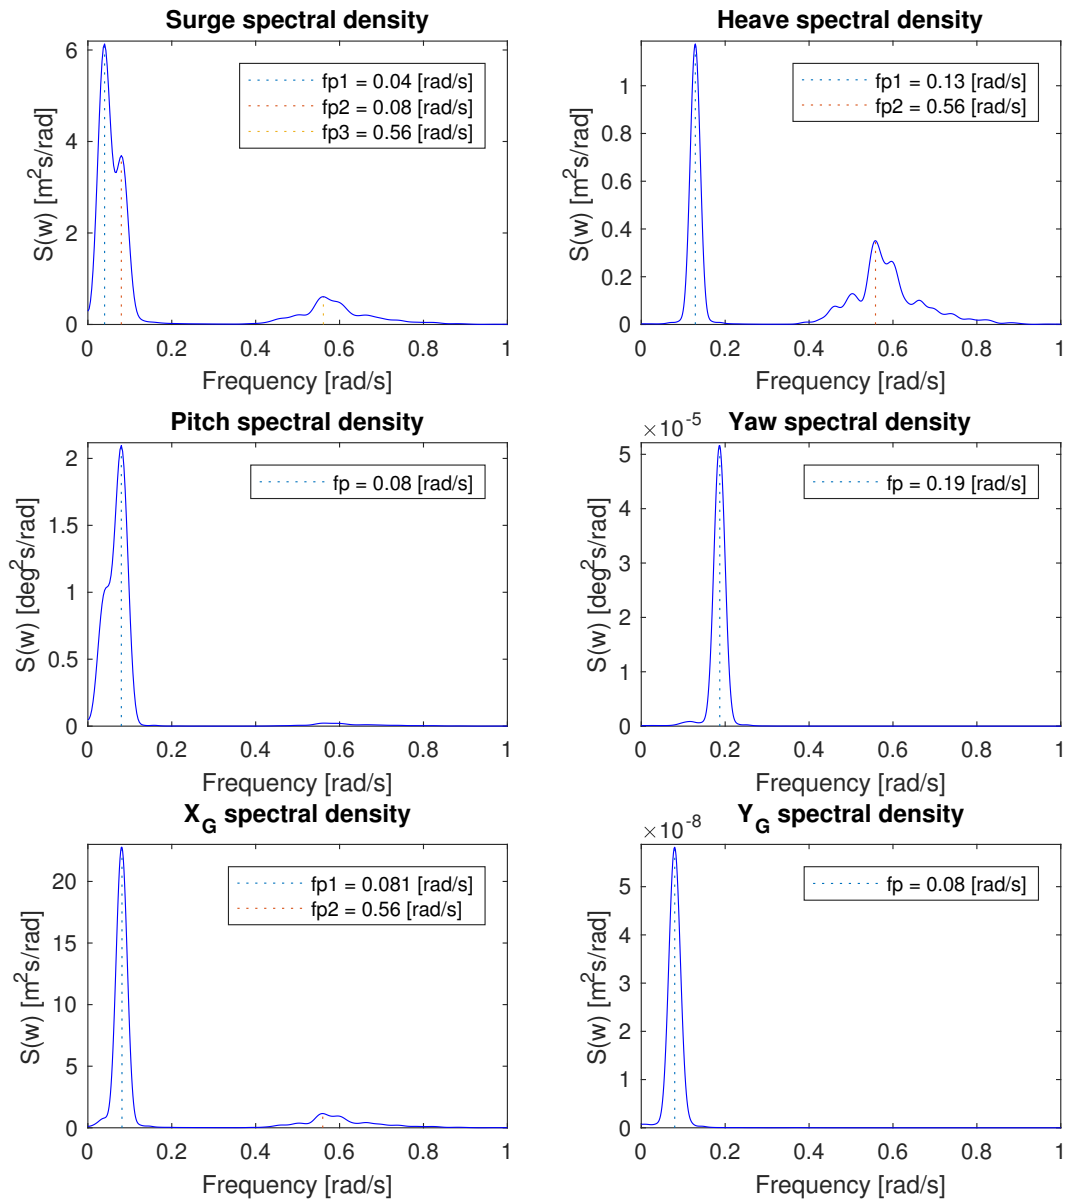 Surge spectral density
fp1 = 0.04 [rad/s]
fp2 = 0.08 [rad/s]
fp3 = 0.56 [rad/s]
S(w) [m²s/rad]
6
4
2
0
0 0.2 0.4 0.6 0.8 1
Frequency [rad/s]
Heave spectral density
fp1 = 0.13 [rad/s]
fp2 = 0.56 [rad/s]
S(w) [m²s/rad]
1
0.8
0.6
0.4
0.2
0
0 0.2 0.4 0.6 0.8 1
Frequency [rad/s]
Pitch spectral density
fp = 0.08 [rad/s]
S(w) [deg²s/rad]
2
1.5
1
0.5
0
0 0.2 0.4 0.6 0.8 1
Frequency [rad/s]
Yaw spectral density
×10⁻⁵
fp = 0.19 [rad/s]
S(w) [deg²s/rad]
5
4
3
2
1
0
0 0.2 0.4 0.6 0.8 1
Frequency [rad/s]
X_G spectral density
fp1 = 0.081 [rad/s]
fp2 = 0.56 [rad/s]
S(w) [m²s/rad]
20
15
10
5
0
0 0.2 0.4 0.6 0.8 1
Frequency [rad/s]
Y_G spectral density
×10⁻⁸
fp = 0.08 [rad/s]
S(w) [m²s/rad]
5
4
3
2
1
0
0 0.2 0.4 0.6 0.8 1
Frequency [rad/s]